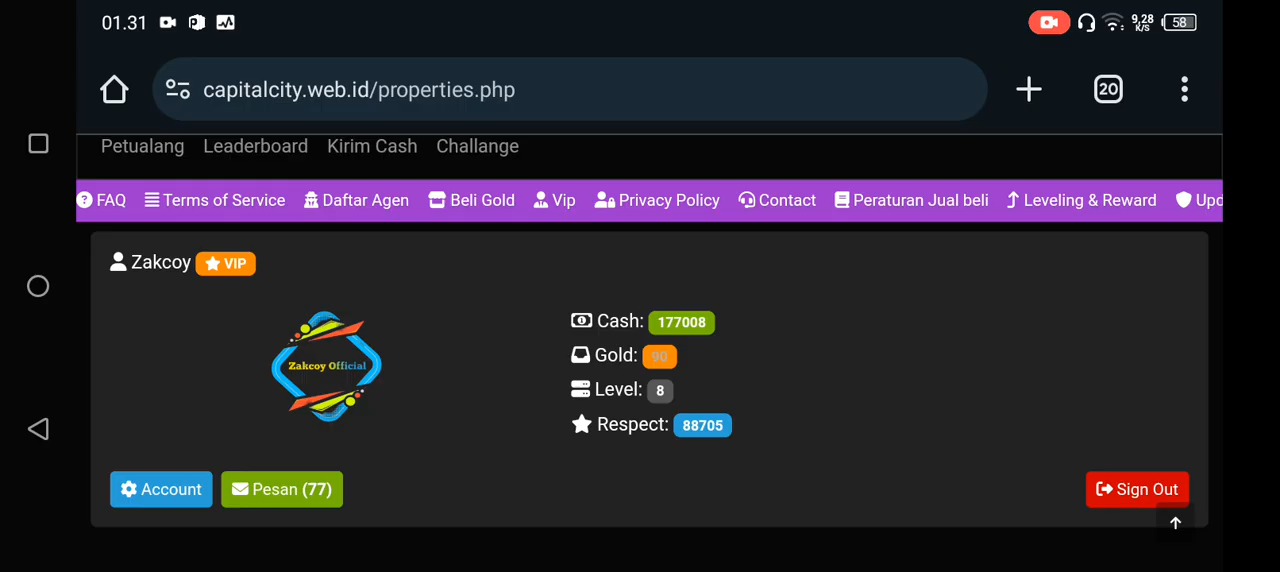 01.31 9,28 K/S 58
capitalcity.web.id/properties.php 20
Petualang Leaderboard Kirim Cash Challange
FAQ Terms of Service Daftar Agen Beli Gold Vip Privacy Policy Contact Peraturan Jual beli Leveling & Reward Upd
Zakcoy VIP
Zakcoy Official
Cash: 177008
Gold: 90
Level: 8
Respect: 88705
Account Pesan (77) Sign Out